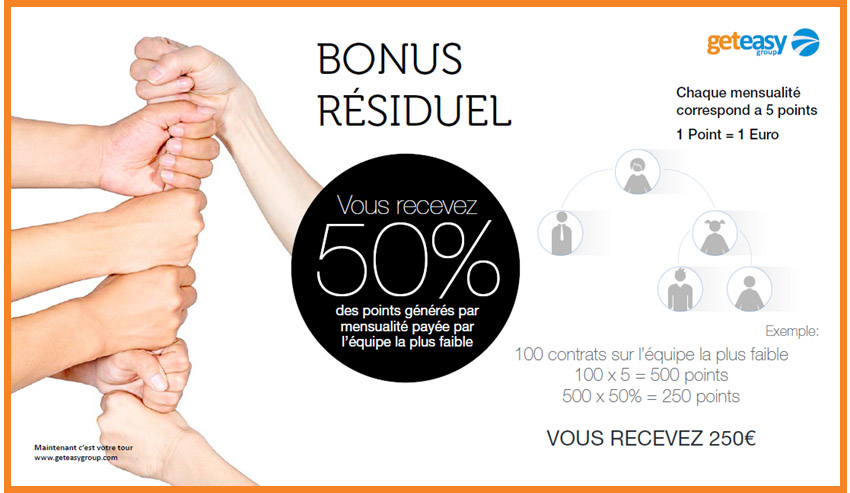 BONUS
RÉSIDUEL
geteasy
group
Chaque mensualité
correspond a 5 points
1 Point = 1 Euro
Vous recevez
50%
des points générés par
mensualité payée par
l'équipe la plus faible
Exemple:
100 contrats sur l'équipe la plus faible
100 x 5 = 500 points
500 x 50% = 250 points
VOUS RECEVEZ 250€
Maintenant c'est votre tour
www.geteasygroup.com